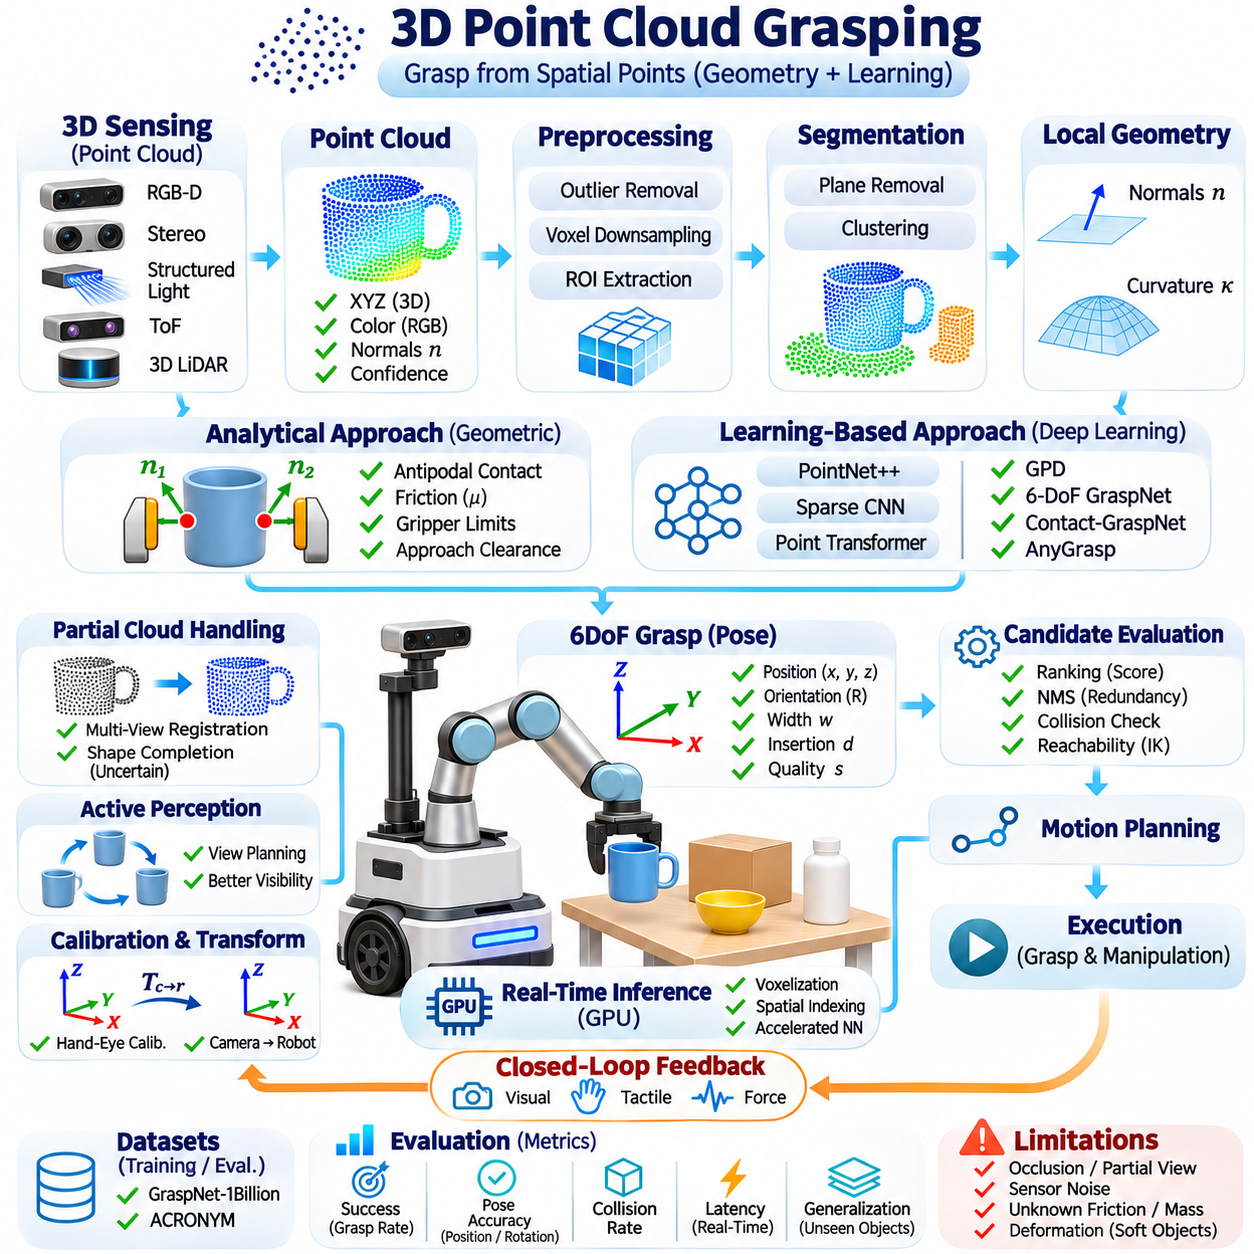 3D Point Cloud Grasping
Grasp from Spatial Points (Geometry + Learning)
3D Sensing
(Point Cloud)
RGB-D
Stereo
Structured
Light
ToF
3D LiDAR
Point Cloud
XYZ (3D)
Color (RGB)
Normals n
Confidence
Preprocessing
Outlier Removal
Voxel Downsampling
ROI Extraction
Segmentation
Plane Removal
Clustering
Local Geometry
Normals n
Curvature κ
Analytical Approach (Geometric)
n₁
n₂
Antipodal Contact
Friction (μ)
Gripper Limits
Approach Clearance
Learning-Based Approach (Deep Learning)
PointNet++
Sparse CNN
Point Transformer
GPD
6-DoF GraspNet
Contact-GraspNet
AnyGrasp
Partial Cloud Handling
Multi-View Registration
Shape Completion
(Uncertain)
Active Perception
View Planning
Better Visibility
Calibration & Transform
Z
Y
X
T c→r
Z
Y
X
Hand-Eye Calib.
Camera → Robot
6DoF Grasp (Pose)
Z
Y
X
Position (x, y, z)
Orientation (R)
Width w
Insertion d
Quality s
Candidate Evaluation
Ranking (Score)
NMS (Redundancy)
Collision Check
Reachability (IK)
Motion Planning
Execution
(Grasp & Manipulation)
GPU
Real-Time Inference
(GPU)
Voxelization
Spatial Indexing
Accelerated NN
Closed-Loop Feedback
Visual
Tactile
Force
Datasets
(Training / Eval.)
GraspNet-1Billion
ACRONYM
Evaluation (Metrics)
Success
(Grasp Rate)
Pose
Accuracy
(Position / Rotation)
Collision
Rate
Latency
(Real-Time)
Generalization
(Unseen Objects)
Limitations
Occlusion / Partial View
Sensor Noise
Unknown Friction / Mass
Deformation (Soft Objects)